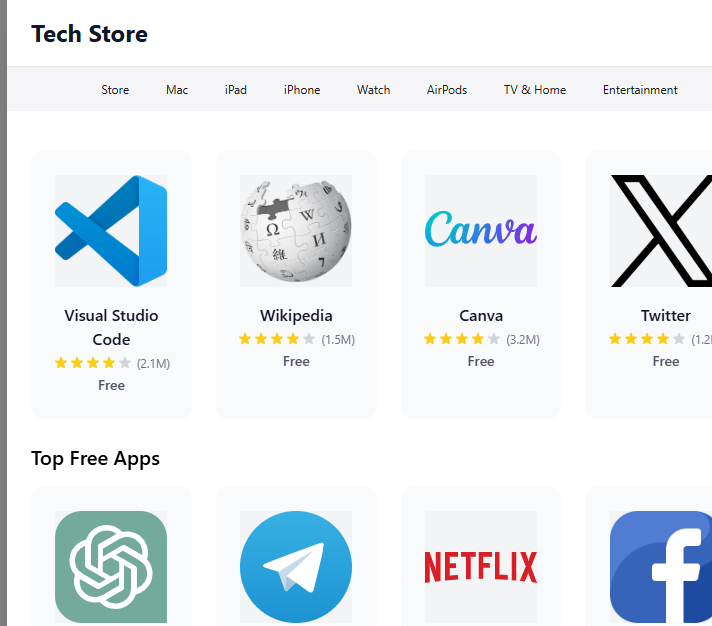 Tech Store
Store Mac iPad iPhone Watch AirPods TV & Home Entertainment
Canva
Visual Studio
Code
(2.1M)
Free
Wikipedia
(1.5M)
Free
Canva
(3.2M)
Free
Twitter
(1.2
Free
Top Free Apps
NETFLIX